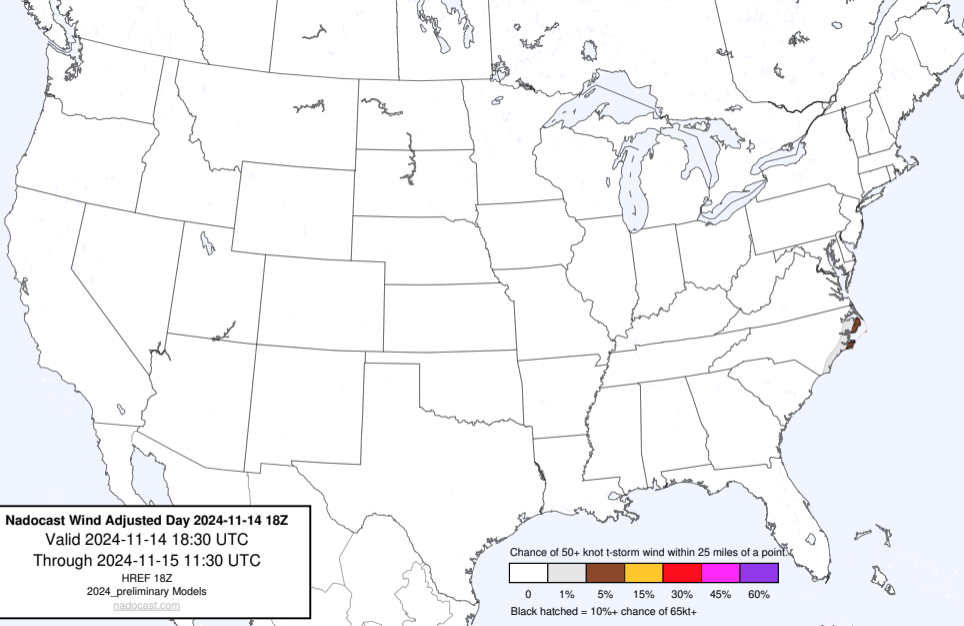 Nadocast Wind Adjusted Day 2024-11-14 18Z
Valid 2024-11-14 18:30 UTC
Through 2024-11-15 11:30 UTC
HREF 18Z
2024_preliminary Models
nadocast.com
Chance of 50+ knot t-storm wind within 25 miles of a point.
0 1% 5% 15% 30% 45% 60%
Black hatched = 10%+ chance of 65kt+